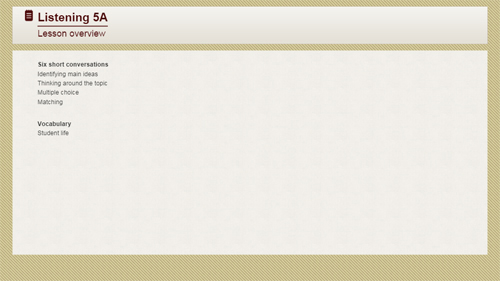 Listening 5A
Lesson overview
Six short conversations
Identifying main ideas
Thinking around the topic
Multiple choice
Matching
Vocabulary
Student life